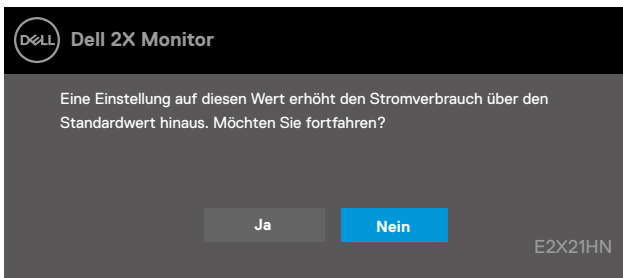 DELL Dell 2X Monitor
Eine Einstellung auf diesen Wert erhöht den Stromverbrauch über den
Standardwert hinaus. Möchten Sie fortfahren?
Ja Nein
E2X21HN